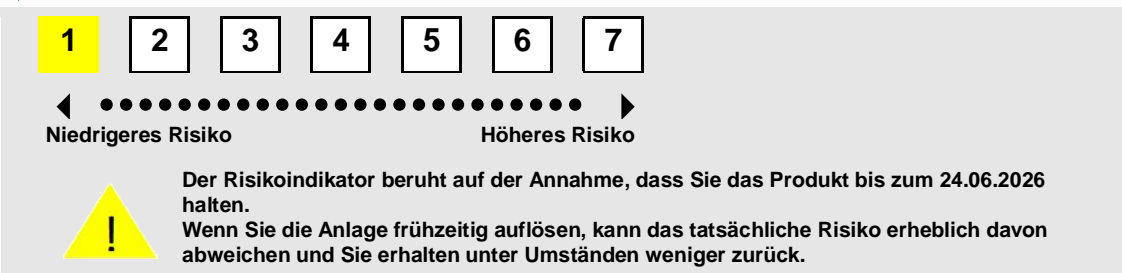 1 2 3 4 5 6 7
Niedrigeres Risiko Höheres Risiko
Der Risikoindikator beruht auf der Annahme, dass Sie das Produkt bis zum 24.06.2026
halten.
Wenn Sie die Anlage frühzeitig auflösen, kann das tatsächliche Risiko erheblich davon
abweichen und Sie erhalten unter Umständen weniger zurück.
!